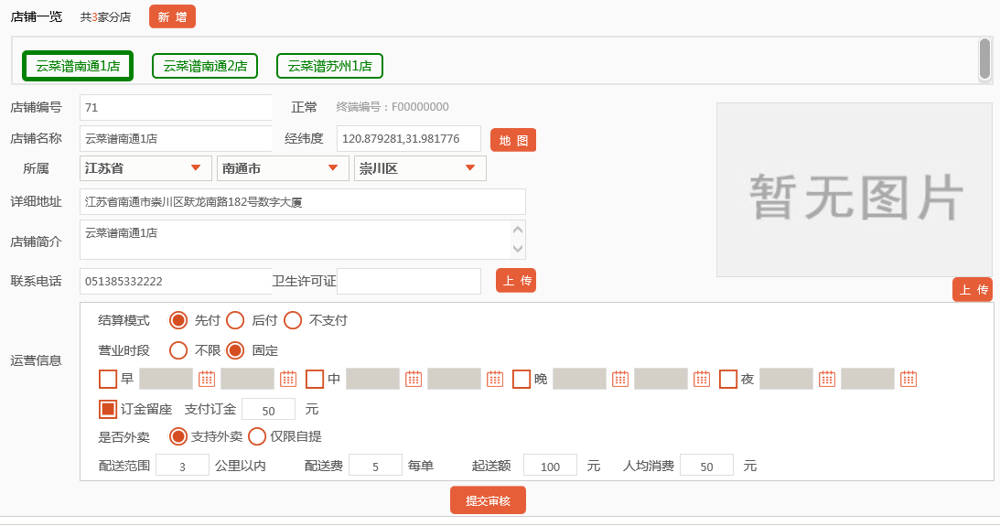 店铺一览 共3家分店 新 增
云菜谱南通1店 云菜谱南通2店 云菜谱苏州1店
店铺编号 71 正常 终端编号：F00000000
店铺名称 云菜谱南通1店 经纬度 120.879281,31.981776 地 图
所属 江苏省 南通市 崇川区
暂无图片
详细地址 江苏省南通市崇川区跃龙南路182号数字大厦
店铺简介 云菜谱南通1店
联系电话 051385332222 卫生许可证 上 传
上 传
运营信息
结算模式 先付 后付 不支付
营业时段 不限 固定
早 中 晚 夜
订金留座 支付订金 50 元
是否外卖 支持外卖 仅限自提
配送范围 3 公里以内 配送费 5 每单 起送额 100 元 人均消费 50 元
提交审核